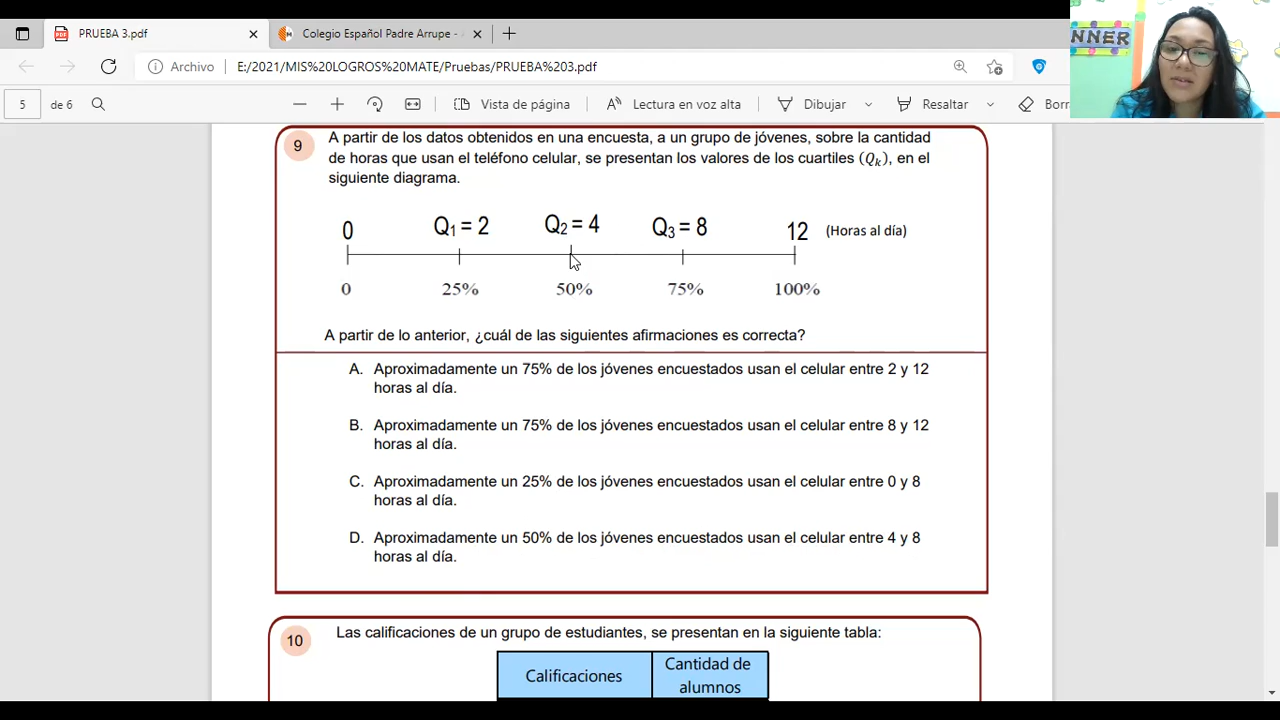 PRUEBA 3.pdf
Colegio Español Padre Arrupe -
NNER
Archivo
E:/2021/MIS%20LOGROS%20MATE/Pruebas/PRUEBA%203.pdf
5
de 6
Vista de página
Lectura en voz alta
Dibujar
Resaltar
9
A partir de los datos obtenidos en una encuesta, a un grupo de jóvenes, sobre la cantidad
de horas que usan el teléfono celular, se presentan los valores de los cuartiles (Qₖ), en el
siguiente diagrama.
0 Q₁ = 2 Q₂ = 4 Q₃ = 8 12 (Horas al día)
0 25% 50% 75% 100%
A partir de lo anterior, ¿cuál de las siguientes afirmaciones es correcta?
A. Aproximadamente un 75% de los jóvenes encuestados usan el celular entre 2 y 12
horas al día.
B. Aproximadamente un 75% de los jóvenes encuestados usan el celular entre 8 y 12
horas al día.
C. Aproximadamente un 25% de los jóvenes encuestados usan el celular entre 0 y 8
horas al día.
D. Aproximadamente un 50% de los jóvenes encuestados usan el celular entre 4 y 8
horas al día.
10
Las calificaciones de un grupo de estudiantes, se presentan en la siguiente tabla:
Calificaciones
Cantidad de
alumnos